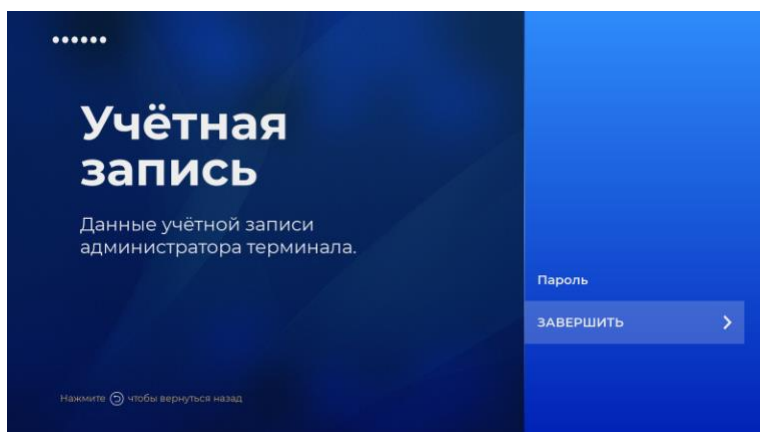 Учётная
запись
Данные учётной записи
администратора терминала.
Пароль
ЗАВЕРШИТЬ
Нажмите чтобы вернуться назад